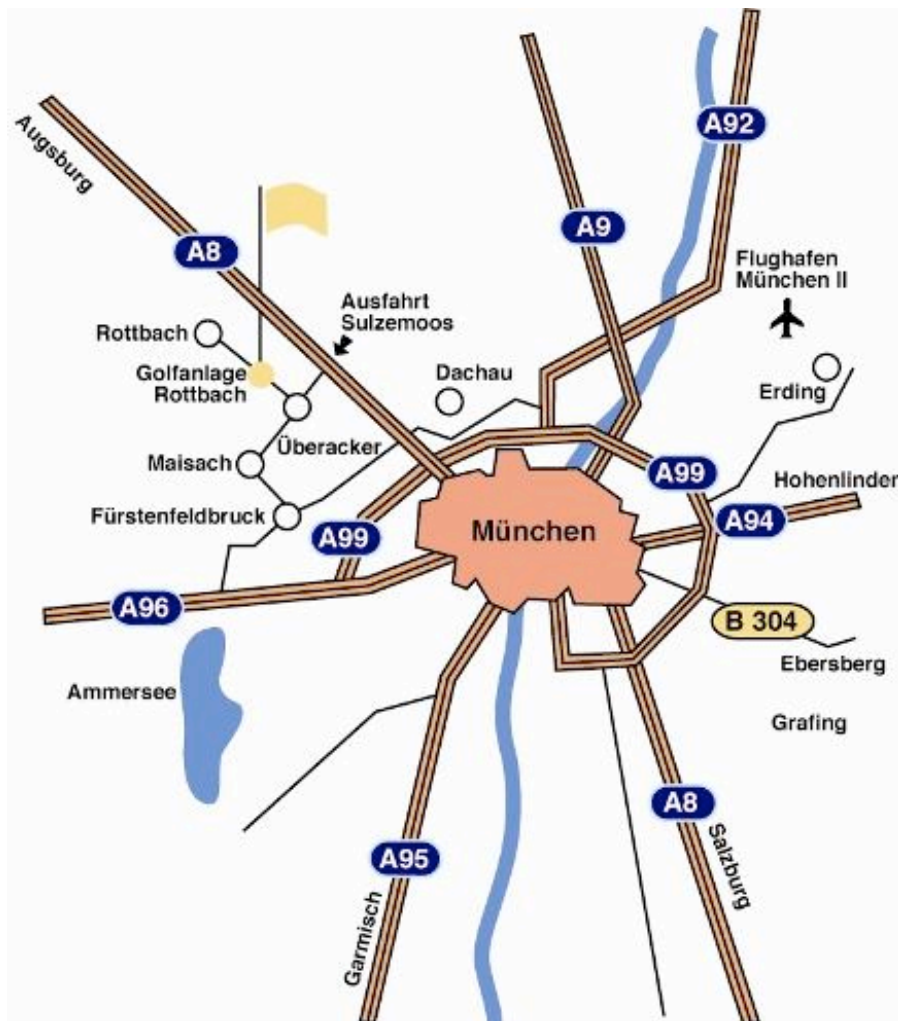 A92
Augsburg
A9
A8
Flughafen
München II
Ausfahrt
Sulzemoos
Rottbach
Golfanlage
Rottbach
Dachau
Erding
Überacker
Maisach
A99
Hohenlinder
Fürstenfeldbruck
A94
A99
München
A96
B 304
Ebersberg
Ammersee
Grafing
A8
Salzburg
A95
Garmisch